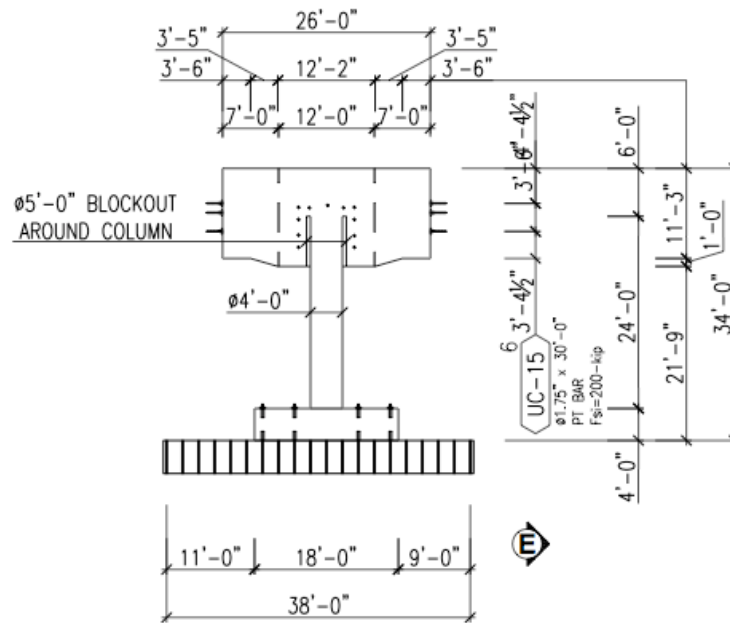 26'-0"
3'-5"
3'-5"
3'-6"
12'-2"
3'-6"
7'-0"
12'-0"
7'-0"
4'-4½"
6'-0"
ø5'-0" BLOCKOUT
AROUND COLUMN
11'-3"
1'-0"
ø4'-0"
3'-4½"
24'-0"
34'-0"
21'-9"
6
UC-15
ø1.75" x 30'-0"
PT BAR
Fsi=200-kip
4'-0"
11'-0"
18'-0"
9'-0"
E
38'-0"